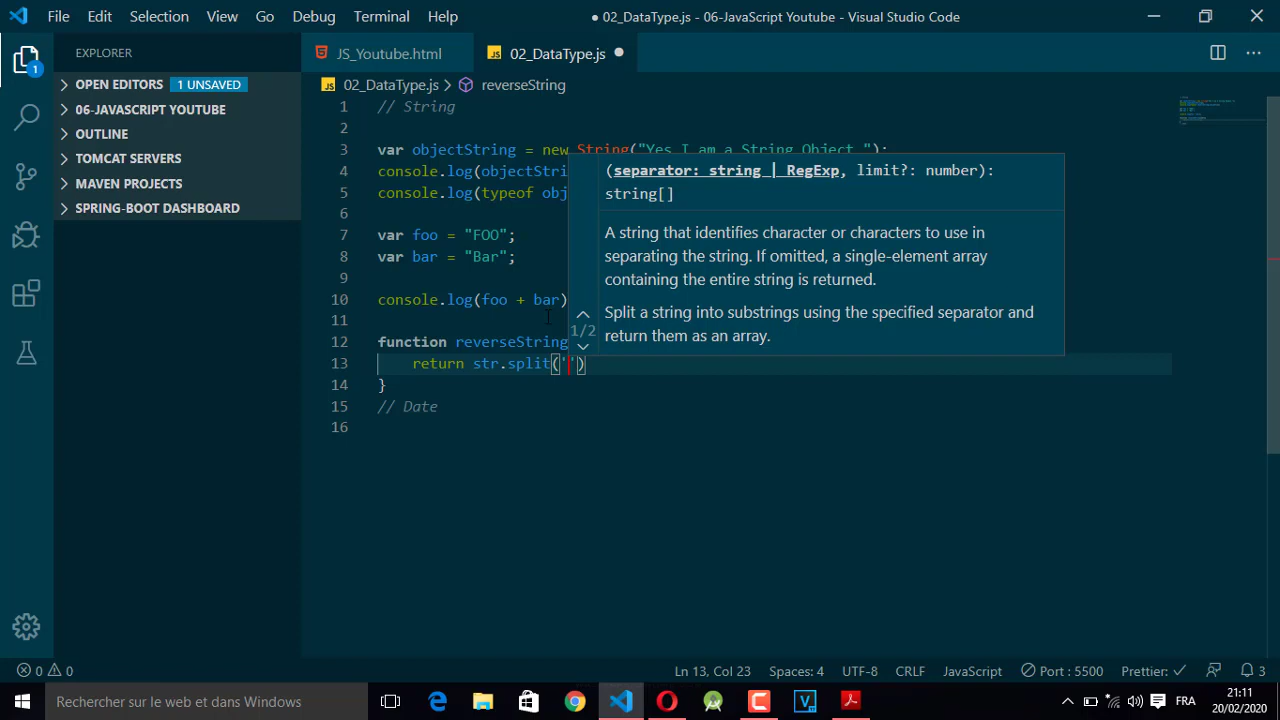 File Edit Selection View Go Debug Terminal Help
● 02_DataType.js - 06-JavaScript Youtube - Visual Studio Code
EXPLORER
OPEN EDITORS 1 UNSAVED
06-JAVASCRIPT YOUTUBE
OUTLINE
TOMCAT SERVERS
MAVEN PROJECTS
SPRING-BOOT DASHBOARD
1
JS_Youtube.html
JS 02_DataType.js ●
JS 02_DataType.js > reverseString
1 // String
2
3 var objectString = new String("Yes I am a String Object ");
4 console.log(objectStri
5 console.log(typeof obj
6
7 var foo = "FOO";
8 var bar = "Bar";
9
10 console.log(foo + bar)
11
12 function reverseString
13 return str.split('')
14 }
15 // Date
16
(separator: string | RegExp, limit?: number):
string[]
A string that identifies character or characters to use in
separating the string. If omitted, a single-element array
containing the entire string is returned.
1/2
Split a string into substrings using the specified separator and
return them as an array.
0 0 Ln 13, Col 23 Spaces: 4 UTF-8 CRLF JavaScript Port : 5500 Prettier: ✓ 3
Rechercher sur le web et dans Windows
FRA
21:11
20/02/2020